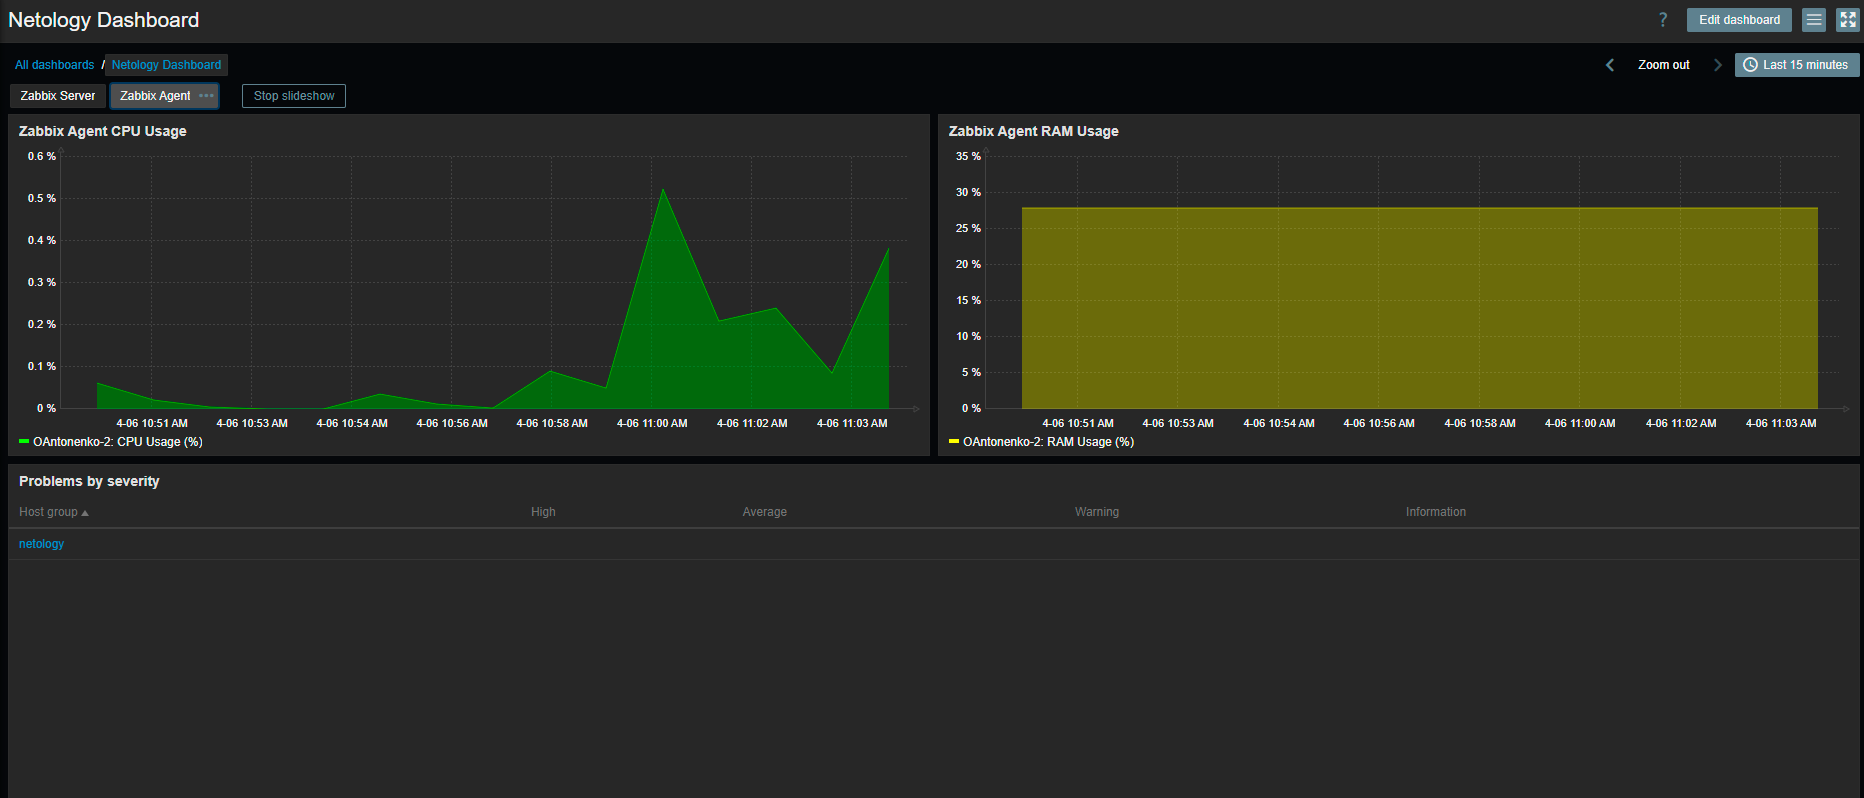 Netology Dashboard
? Edit dashboard
All dashboards / Netology Dashboard
Zoom out Last 15 minutes
Zabbix Server Zabbix Agent ••• Stop slideshow
Zabbix Agent CPU Usage
0.6 %
0.5 %
0.4 %
0.3 %
0.2 %
0.1 %
0 %
4-06 10:51 AM 4-06 10:53 AM 4-06 10:54 AM 4-06 10:56 AM 4-06 10:58 AM 4-06 11:00 AM 4-06 11:02 AM 4-06 11:03 AM
OAntonenko-2: CPU Usage (%)
Zabbix Agent RAM Usage
35 %
30 %
25 %
20 %
15 %
10 %
5 %
0 %
4-06 10:51 AM 4-06 10:53 AM 4-06 10:54 AM 4-06 10:56 AM 4-06 10:58 AM 4-06 11:00 AM 4-06 11:02 AM 4-06 11:03 AM
OAntonenko-2: RAM Usage (%)
Problems by severity
Host group High Average Warning Information
netology